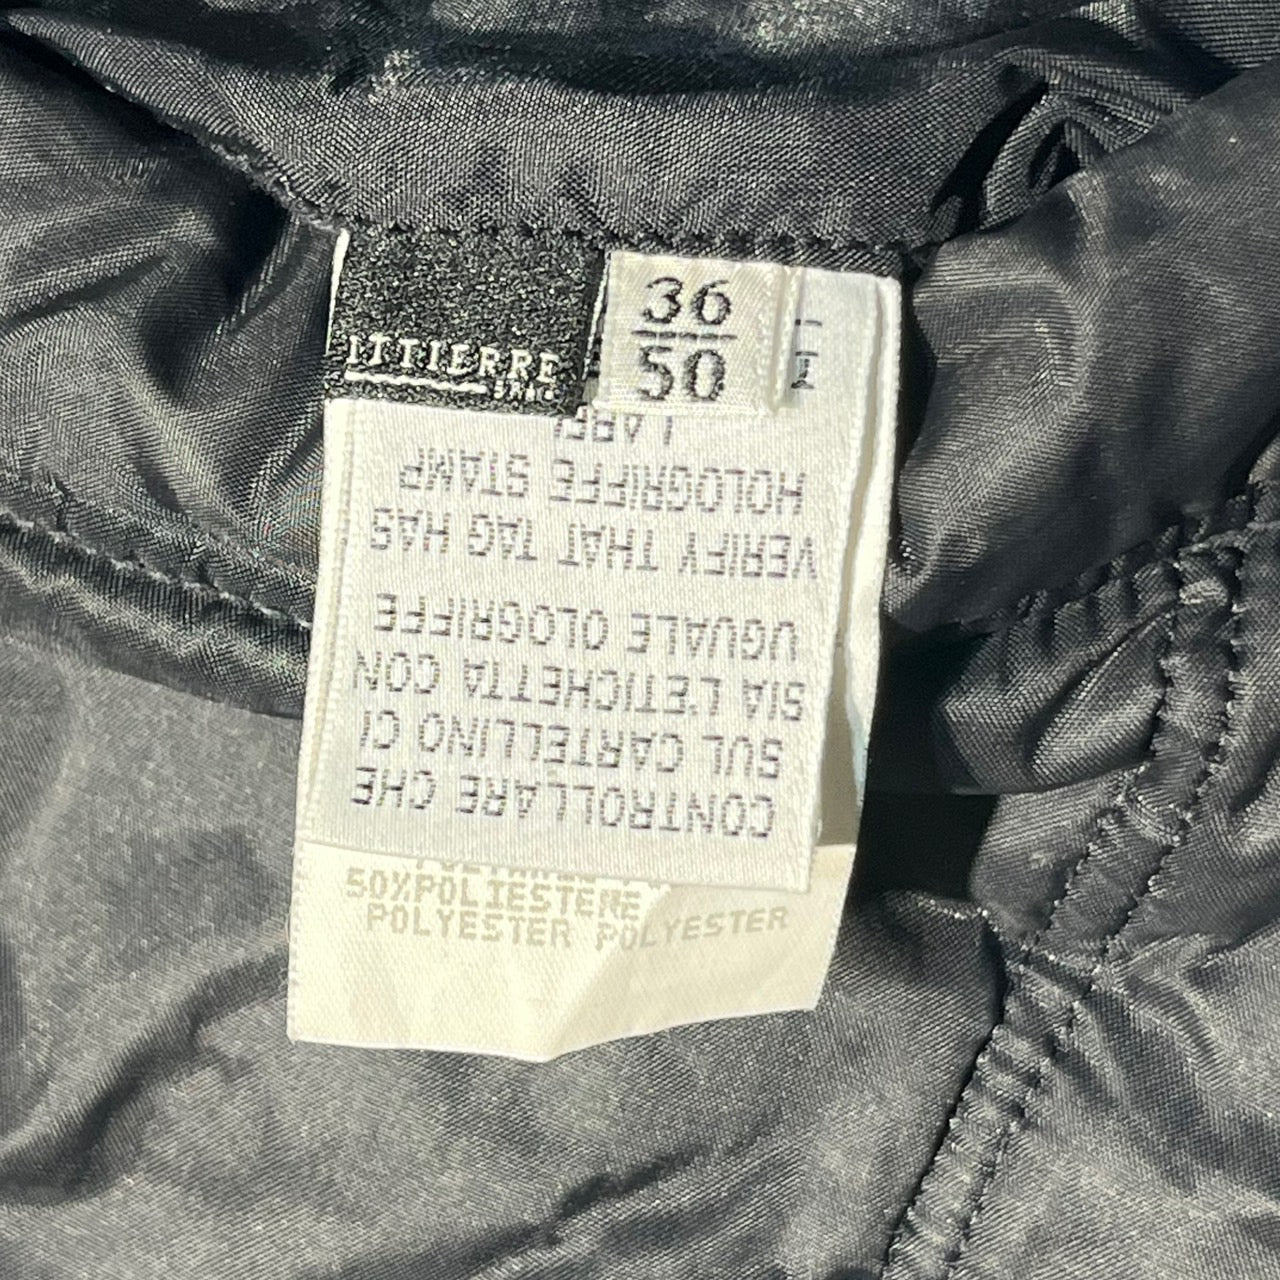 ITTIERRE
S.P.A.
36
50
CONTROLLARE CHE
SUL CARTELLINO CI
SIA L'ETICHETTA CON
UGUALE OLOGRIFFE
VERIFY THAT TAG HAS
HOLOGRIFFE STAMP
LABEL
50%POLIESTERE
POLYESTER POLYESTER